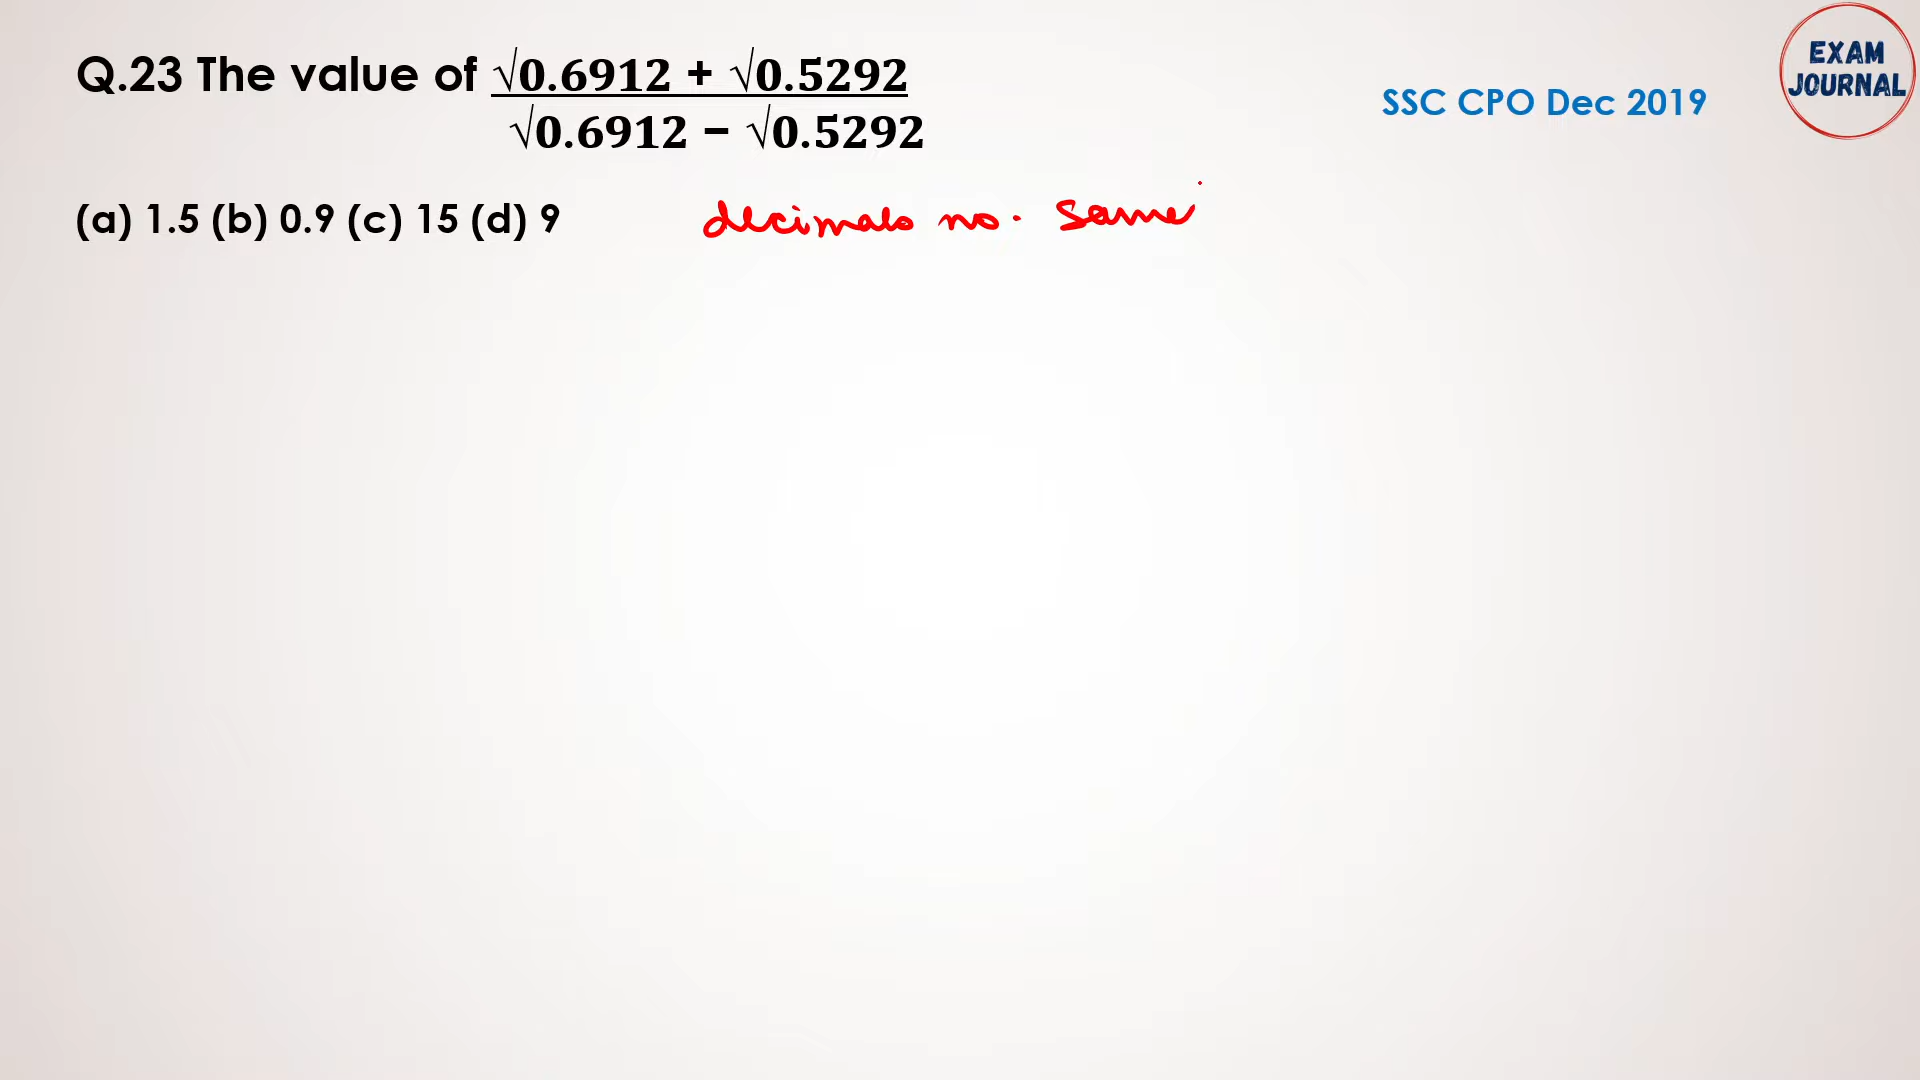 Q.23 The value of √0.6912 + √0.5292
√0.6912 − √0.5292
SSC CPO Dec 2019
EXAM
JOURNAL
(a) 1.5 (b) 0.9 (c) 15 (d) 9
decimals no. same